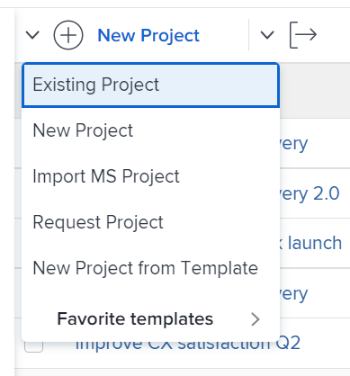 New Project
Existing Project
New Project
very
Import MS Project
very 2.0
Request Project
k launch
New Project from Template
very
Favorite templates
Improve CX satisfaction Q2